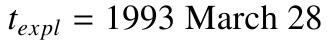 t_expl = 1993 March 28